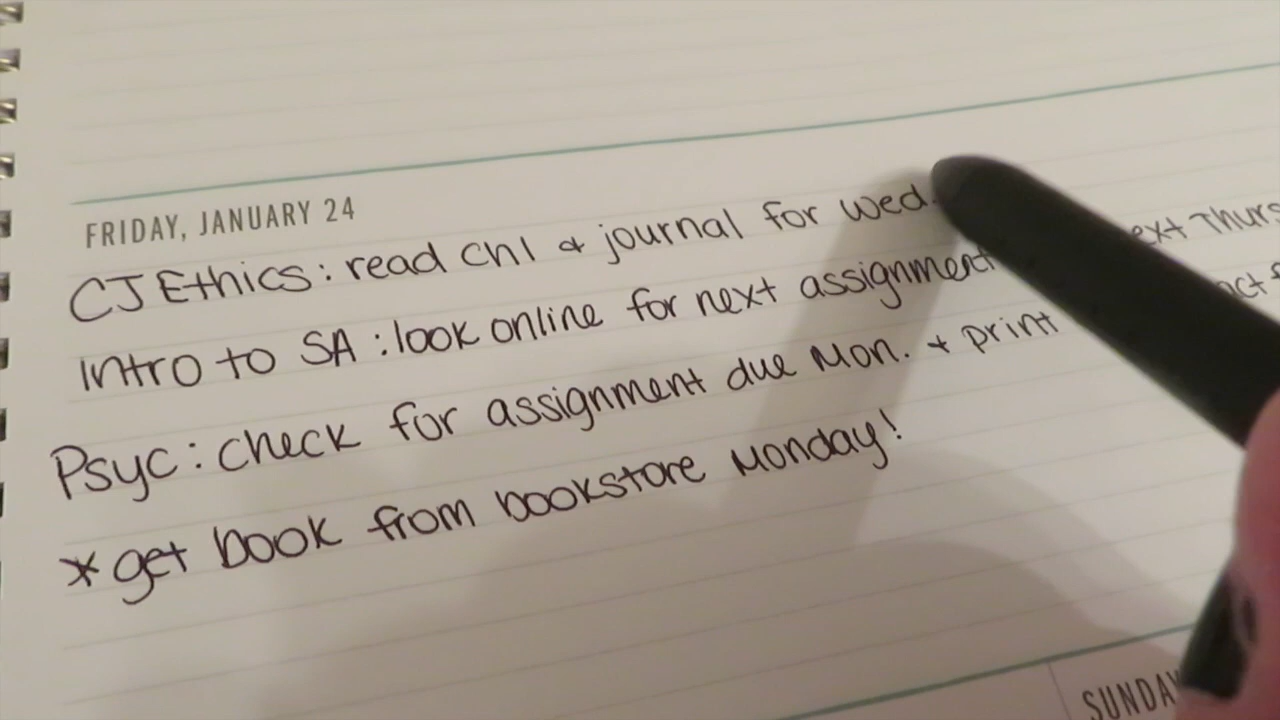 FRIDAY, JANUARY 24
CJ Ethics: read ch1 & journal for wed.
Intro to SA: look online for next assignment Thurs
Psyc: check for assignment due Mon. + print
* get book from bookstore Monday!
SUNDAY